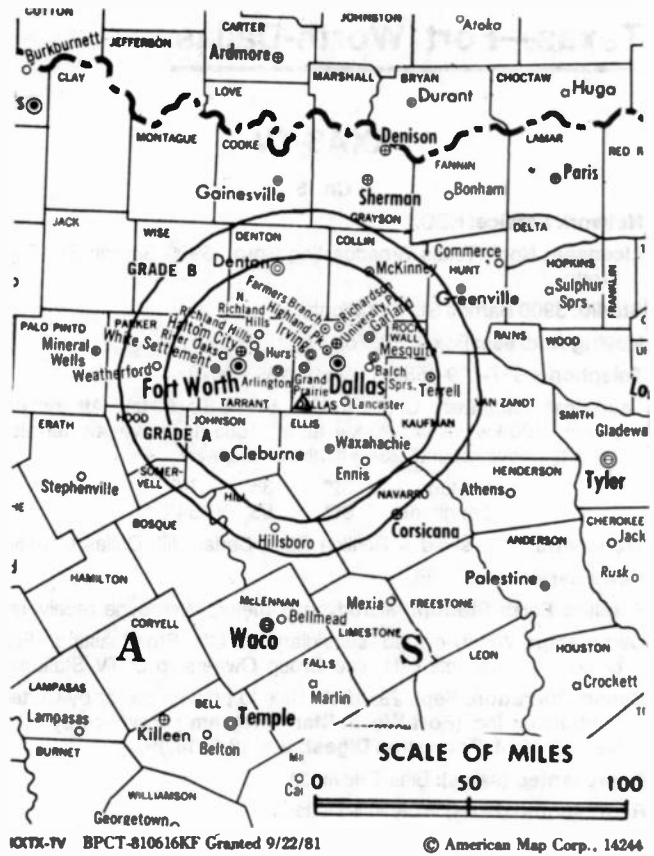 COTTON
JEFFERSON
CARTER
JOHNSTON
Atoka
Burkburnett
Ardmore
CLAY
LOVE
MARSHALL
BRYAN
CHOCTAW
Hugo
Durant
S
MONTAGUE
COOKE
Denison
FANNIN
LAMAR
RED R
Paris
Gainesville
Sherman
Bonham
GRAYSON
JACK
WISE
DENTON
COLLIN
DELTA
GRADE B
Denton
McKinney
Commerce
HUNT
HOPKINS
Sulphur
Sprs.
FRANKLIN
Greenville
Farmers Branch
Richardson
Highland Pk.
University Pk.
Garland
N.
Richland
Hills
Richland Hills
Irving
ROCK
WALL
PALO PINTO
PARKER
Haltom City
River Oaks
White Settlement
Hurst
Mesquite
RAINS
WOOD
Mineral
Wells
Weatherford
Fort Worth
Arlington
Grand
Prairie
Dallas
Balch
Sprs.
Terrell
TARRANT
DALLAS
Lancaster
VAN ZANDT
SMITH
ERATH
HOOD
JOHNSON
ELLIS
KAUFMAN
Gladewa
GRADE A
Waxahachie
Cleburne
Ennis
Tyler
Stephenville
SOMER-
VELL
HENDERSON
HILL
NAVARRO
Athens
BOSQUE
Hillsboro
Corsicana
CHEROKEE
ANDERSON
Jack
Rusk
HAMILTON
Palestine
McLENNAN
Mexia
FREESTONE
CORYELL
Bellmead
A
Waco
LIMESTONE
S
LEON
HOUSTON
FALLS
Crockett
LAMPASAS
BELL
Marlin
Lampasas
Killeen
Temple
Belton
BURNET
SCALE OF MILES
0 50 100
WILLIAMSON
Georgetown
KXTX-TV BPCT-810616KF Granted 9/22/81
© American Map Corp., 14244